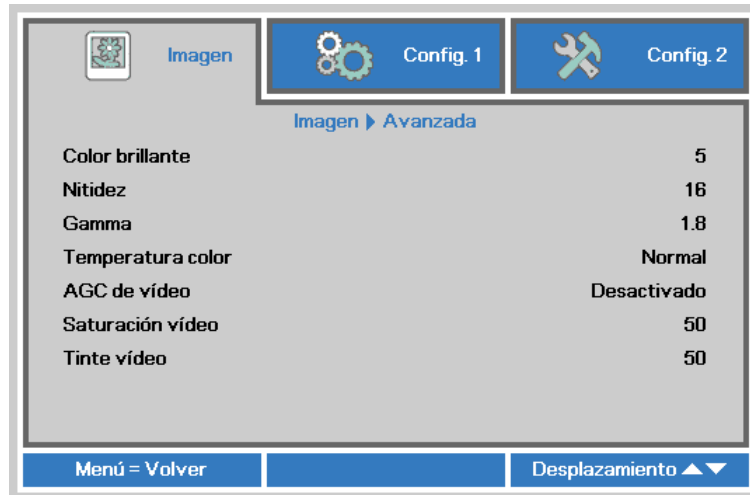 Imagen Config. 1 Config. 2
Imagen Avanzada
Color brillante 5
Nitidez 16
Gamma 1.8
Temperatura color Normal
AGC de vídeo Desactivado
Saturación vídeo 50
Tinte vídeo 50
Menú = Volver Desplazamiento